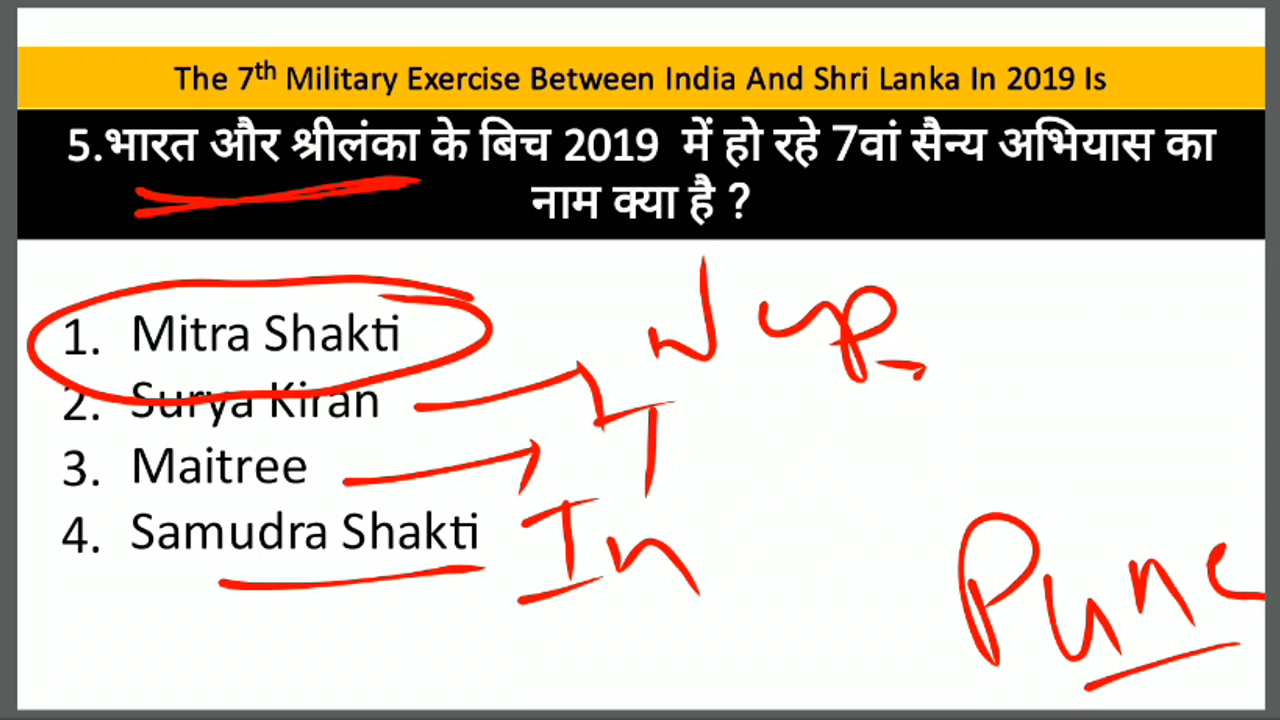 The 7th Military Exercise Between India And Shri Lanka In 2019 Is
5.भारत और श्रीलंका के बिच 2019 में हो रहे 7वां सैन्य अभियास का
नाम क्या है ?
1. Mitra Shakti
2. Surya Kiran
3. Maitree
4. Samudra Shakti
T
In
Pune